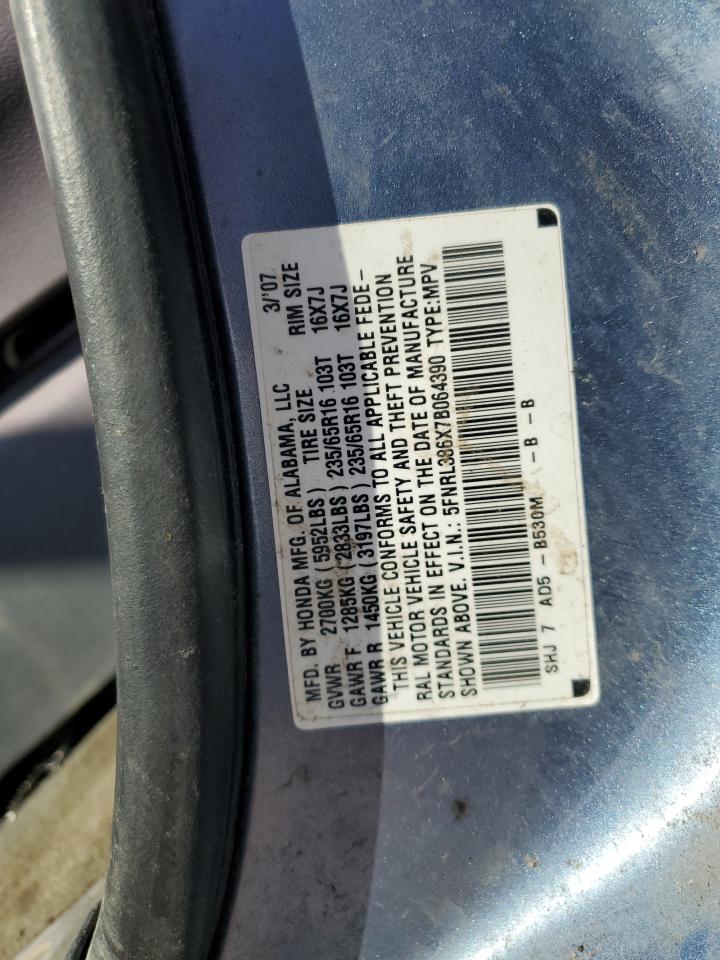 MFD. BY HONDA MFG. OF ALABAMA, LLC 3/'07
GVWR 2700KG ( 5952LBS ) TIRE SIZE RIM SIZE
GAWR F 1285KG ( 2833LBS ) 235/65R16 103T 16X7J
GAWR R 1450KG ( 3197LBS ) 235/65R16 103T 16X7J
THIS VEHICLE CONFORMS TO ALL APPLICABLE FEDE-
RAL MOTOR VEHICLE SAFETY AND THEFT PREVENTION
STANDARDS IN EFFECT ON THE DATE OF MANUFACTURE
SHOWN ABOVE. V.I.N.: 5FNRL386X7B064390 TYPE:MPV
SHJ 7 AD5 - B530M - B - B